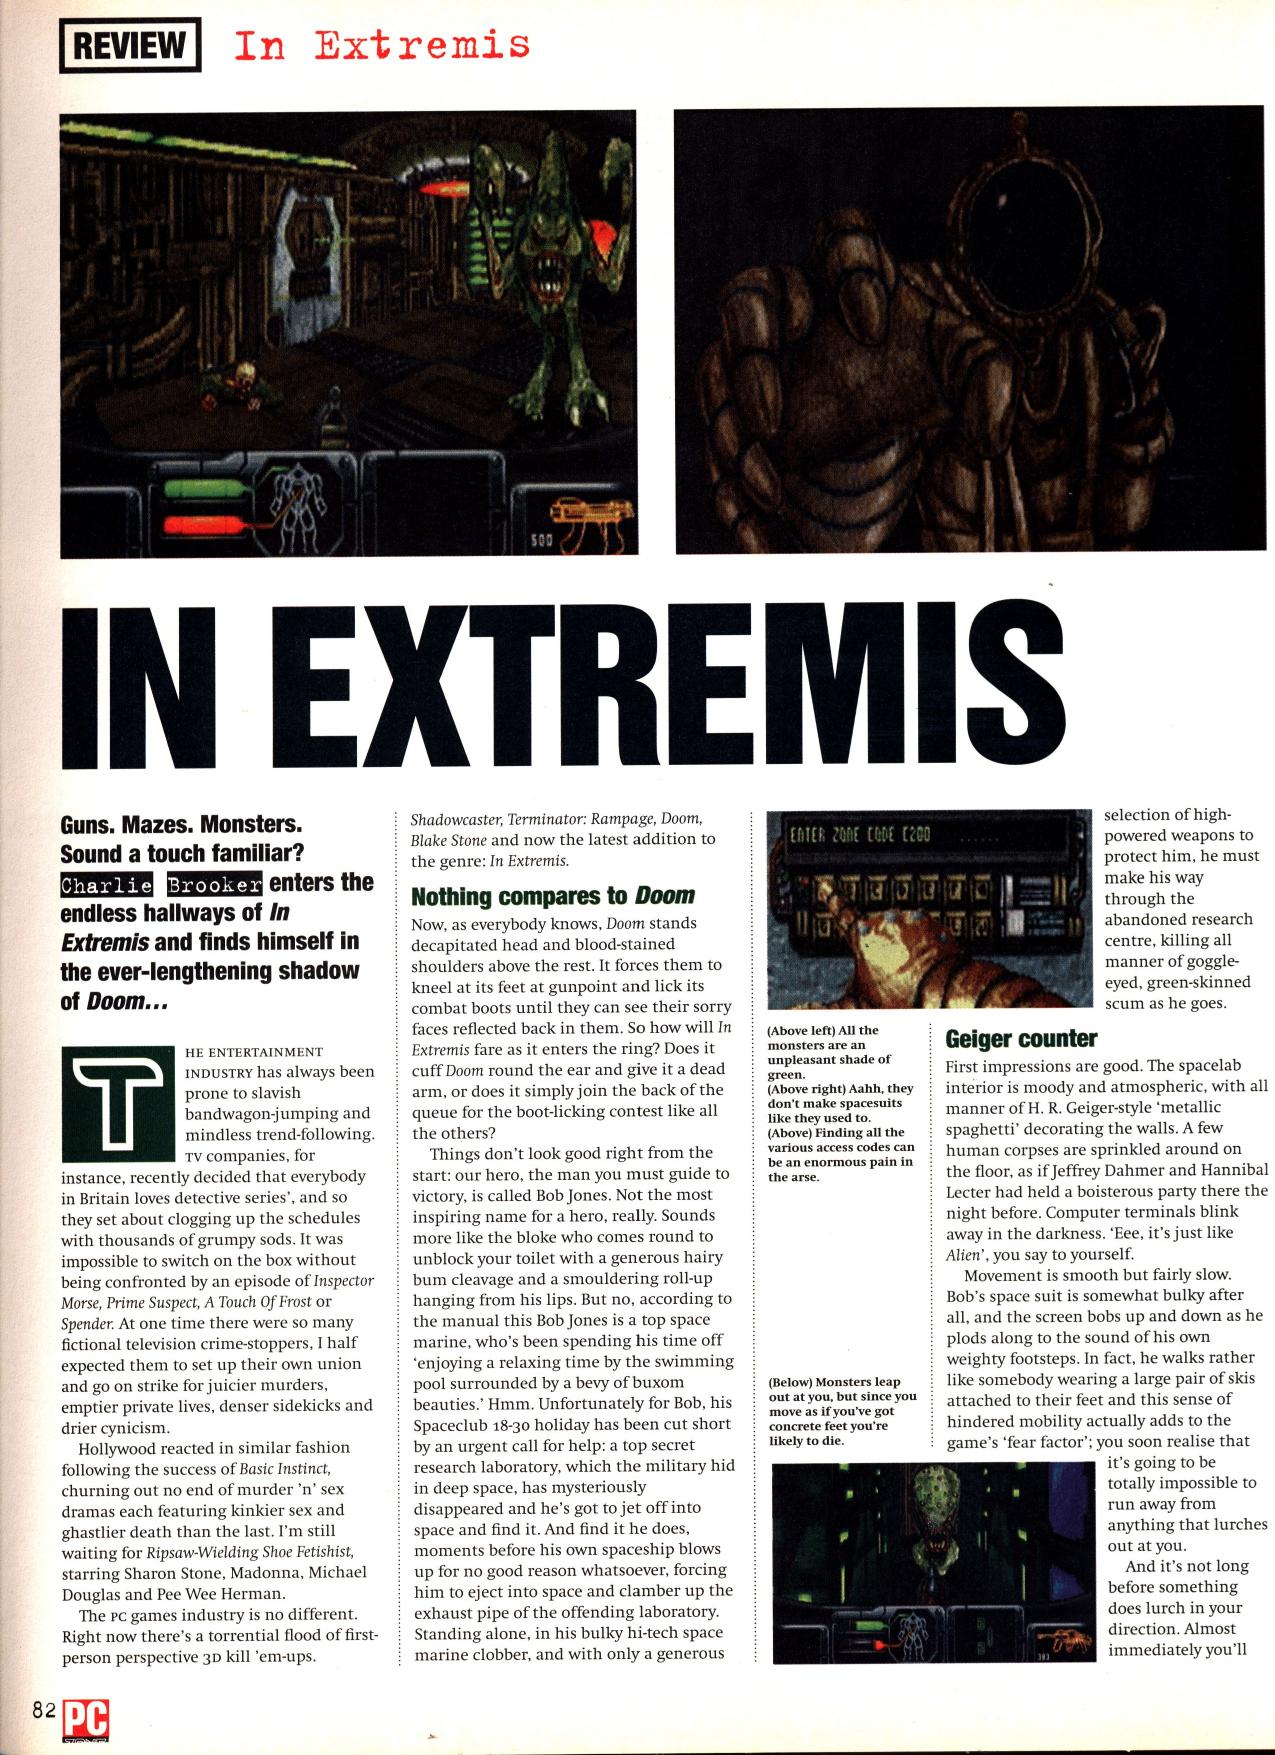 REVIEW In Extremis
500
IN EXTREMIS
Guns. Mazes. Monsters.
Sound a touch familiar?
Charlie Brooker enters the
endless hallways of In
Extremis and finds himself in
the ever-lengthening shadow
of Doom...
THE ENTERTAINMENT
INDUSTRY has always been
prone to slavish
bandwagon-jumping and
mindless trend-following.
TV companies, for
instance, recently decided that everybody
in Britain loves detective series', and so
they set about clogging up the schedules
with thousands of grumpy sods. It was
impossible to switch on the box without
being confronted by an episode of Inspector
Morse, Prime Suspect, A Touch Of Frost or
Spender. At one time there were so many
fictional television crime-stoppers, I half
expected them to set up their own union
and go on strike for juicier murders,
emptier private lives, denser sidekicks and
drier cynicism.
Hollywood reacted in similar fashion
following the success of Basic Instinct,
churning out no end of murder 'n' sex
dramas each featuring kinkier sex and
ghastlier death than the last. I'm still
waiting for Ripsaw-Wielding Shoe Fetishist,
starring Sharon Stone, Madonna, Michael
Douglas and Pee Wee Herman.
The PC games industry is no different.
Right now there's a torrential flood of first-
person perspective 3D kill 'em-ups.
Shadowcaster, Terminator: Rampage, Doom,
Blake Stone and now the latest addition to
the genre: In Extremis.
Nothing compares to Doom
Now, as everybody knows, Doom stands
decapitated head and blood-stained
shoulders above the rest. It forces them to
kneel at its feet at gunpoint and lick its
combat boots until they can see their sorry
faces reflected back in them. So how will In
Extremis fare as it enters the ring? Does it
cuff Doom round the ear and give it a dead
arm, or does it simply join the back of the
queue for the boot-licking contest like all
the others?
Things don't look good right from the
start: our hero, the man you must guide to
victory, is called Bob Jones. Not the most
inspiring name for a hero, really. Sounds
more like the bloke who comes round to
unblock your toilet with a generous hairy
bum cleavage and a smouldering roll-up
hanging from his lips. But no, according to
the manual this Bob Jones is a top space
marine, who's been spending his time off
'enjoying a relaxing time by the swimming
pool surrounded by a bevy of buxom
beauties.' Hmm. Unfortunately for Bob, his
Spaceclub 18-30 holiday has been cut short
by an urgent call for help: a top secret
research laboratory, which the military hid
in deep space, has mysteriously
disappeared and he's got to jet off into
space and find it. And find it he does,
moments before his own spaceship blows
up for no good reason whatsoever, forcing
him to eject into space and clamber up the
exhaust pipe of the offending laboratory.
Standing alone, in his bulky hi-tech space
marine clobber, and with only a generous
ENTER ZONE CODE C200 ......
selection of high-
powered weapons to
protect him, he must
make his way
through the
abandoned research
centre, killing all
manner of goggle-
eyed, green-skinned
scum as he goes.
(Above left) All the
monsters are an
unpleasant shade of
green.
(Above right) Aahh, they
don't make spacesuits
like they used to.
(Above) Finding all the
various access codes can
be an enormous pain in
the arse.
(Below) Monsters leap
out at you, but since you
move as if you've got
concrete feet you're
likely to die.
Geiger counter
First impressions are good. The spacelab
interior is moody and atmospheric, with all
manner of H. R. Geiger-style 'metallic
spaghetti' decorating the walls. A few
human corpses are sprinkled around on
the floor, as if Jeffrey Dahmer and Hannibal
Lecter had held a boisterous party there the
night before. Computer terminals blink
away in the darkness. 'Eee, it's just like
Alien', you say to yourself.
Movement is smooth but fairly slow.
Bob's space suit is somewhat bulky after
all, and the screen bobs up and down as he
plods along to the sound of his own
weighty footsteps. In fact, he walks rather
like somebody wearing a large pair of skis
attached to their feet and this sense of
hindered mobility actually adds to the
game's 'fear factor'; you soon realise that
it's going to be
totally impossible to
run away from
anything that lurches
out at you.
And it's not long
before something
does lurch in your
direction. Almost
immediately you'll
82 PC